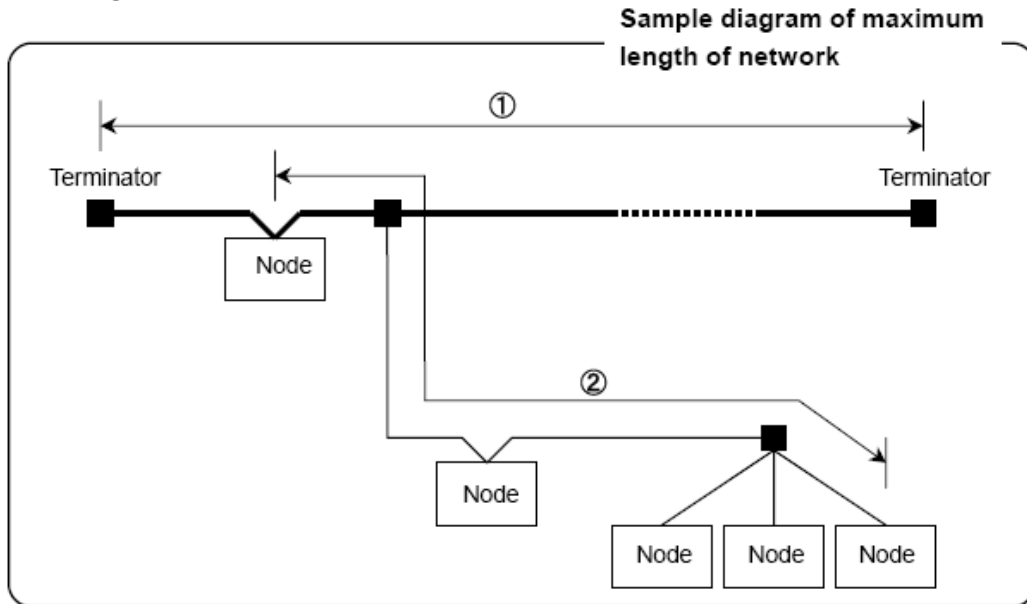 Sample diagram of maximum
length of network
①
Terminator
Terminator
Node
②
Node
Node
Node
Node